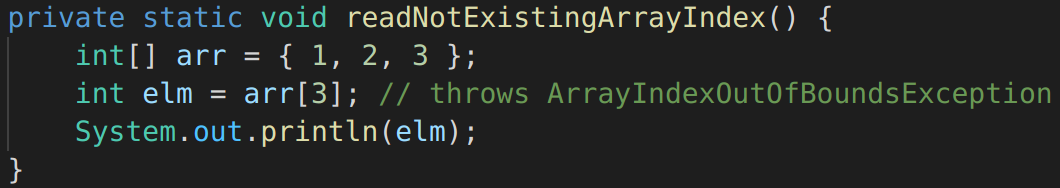 private static void readNotExistingArrayIndex() {
    int[] arr = { 1, 2, 3 };
    int elm = arr[3]; // throws ArrayIndexOutOfBoundsException
    System.out.println(elm);
}